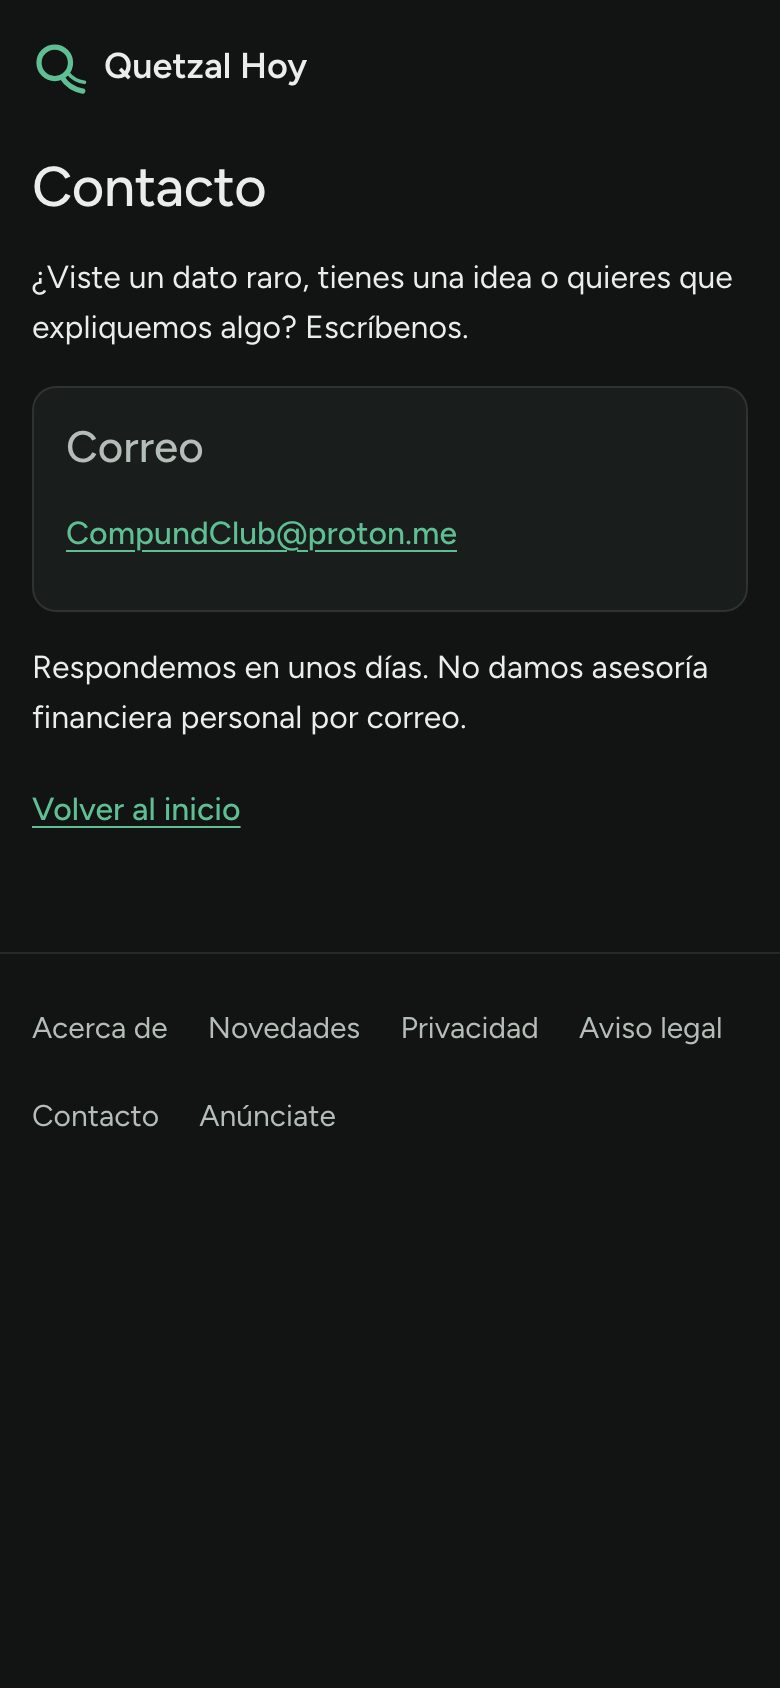 Quetzal Hoy
Contacto
¿Viste un dato raro, tienes una idea o quieres que
expliquemos algo? Escríbenos.
Correo
CompundClub@proton.me
Respondemos en unos días. No damos asesoría
financiera personal por correo.
Volver al inicio
Acerca de Novedades Privacidad Aviso legal
Contacto Anúnciate